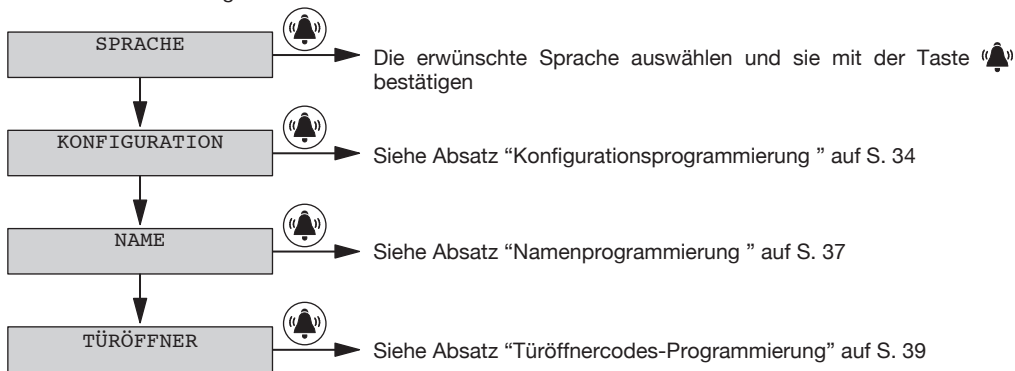 SPRACHE
Die erwünschte Sprache auswählen und sie mit der Taste
bestätigen
KONFIGURATION
Siehe Absatz “Konfigurationsprogrammierung ” auf S. 34
NAME
Siehe Absatz “Namenprogrammierung ” auf S. 37
TÜRÖFFNER
Siehe Absatz “Türöffnercodes-Programmierung” auf S. 39